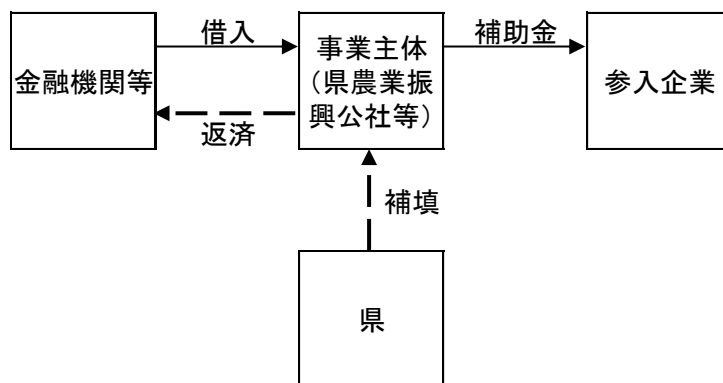 借入
補助金
金融機関等
事業主体
（県農業振
興公社等）
参入企業
返済
補填
県